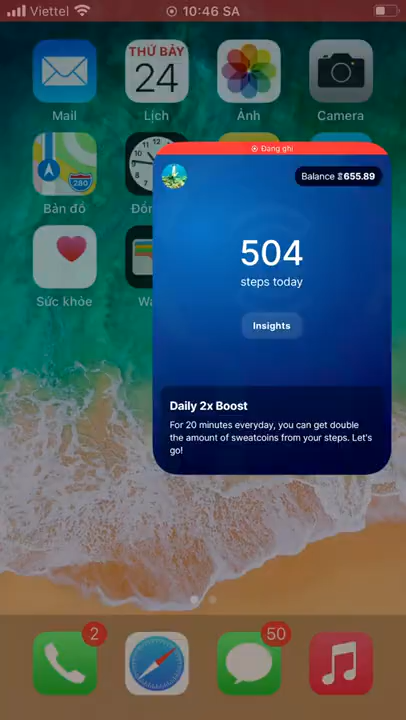 Viettel
10:46 SA
THỨ BẢY
24
Mail
Lịch
Ảnh
Camera
280
Bản đồ
Sức khỏe
Đang ghi
Balance 655.89
504
steps today
Insights
Daily 2x Boost
For 20 minutes everyday, you can get double
the amount of sweatcoins from your steps. Let's
go!
2
50